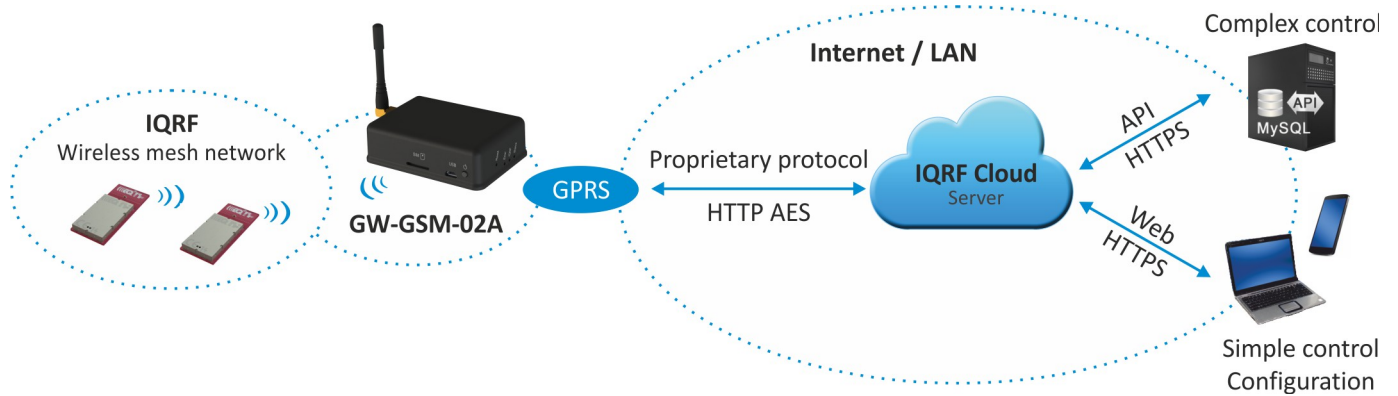 IQRF
Wireless mesh network
GW-GSM-02A
GPRS
Internet / LAN
Proprietary protocol
HTTP AES
IQRF Cloud
Server
API
HTTPS
Web
HTTPS
Complex control
API
MySQL
Simple control
Configuration